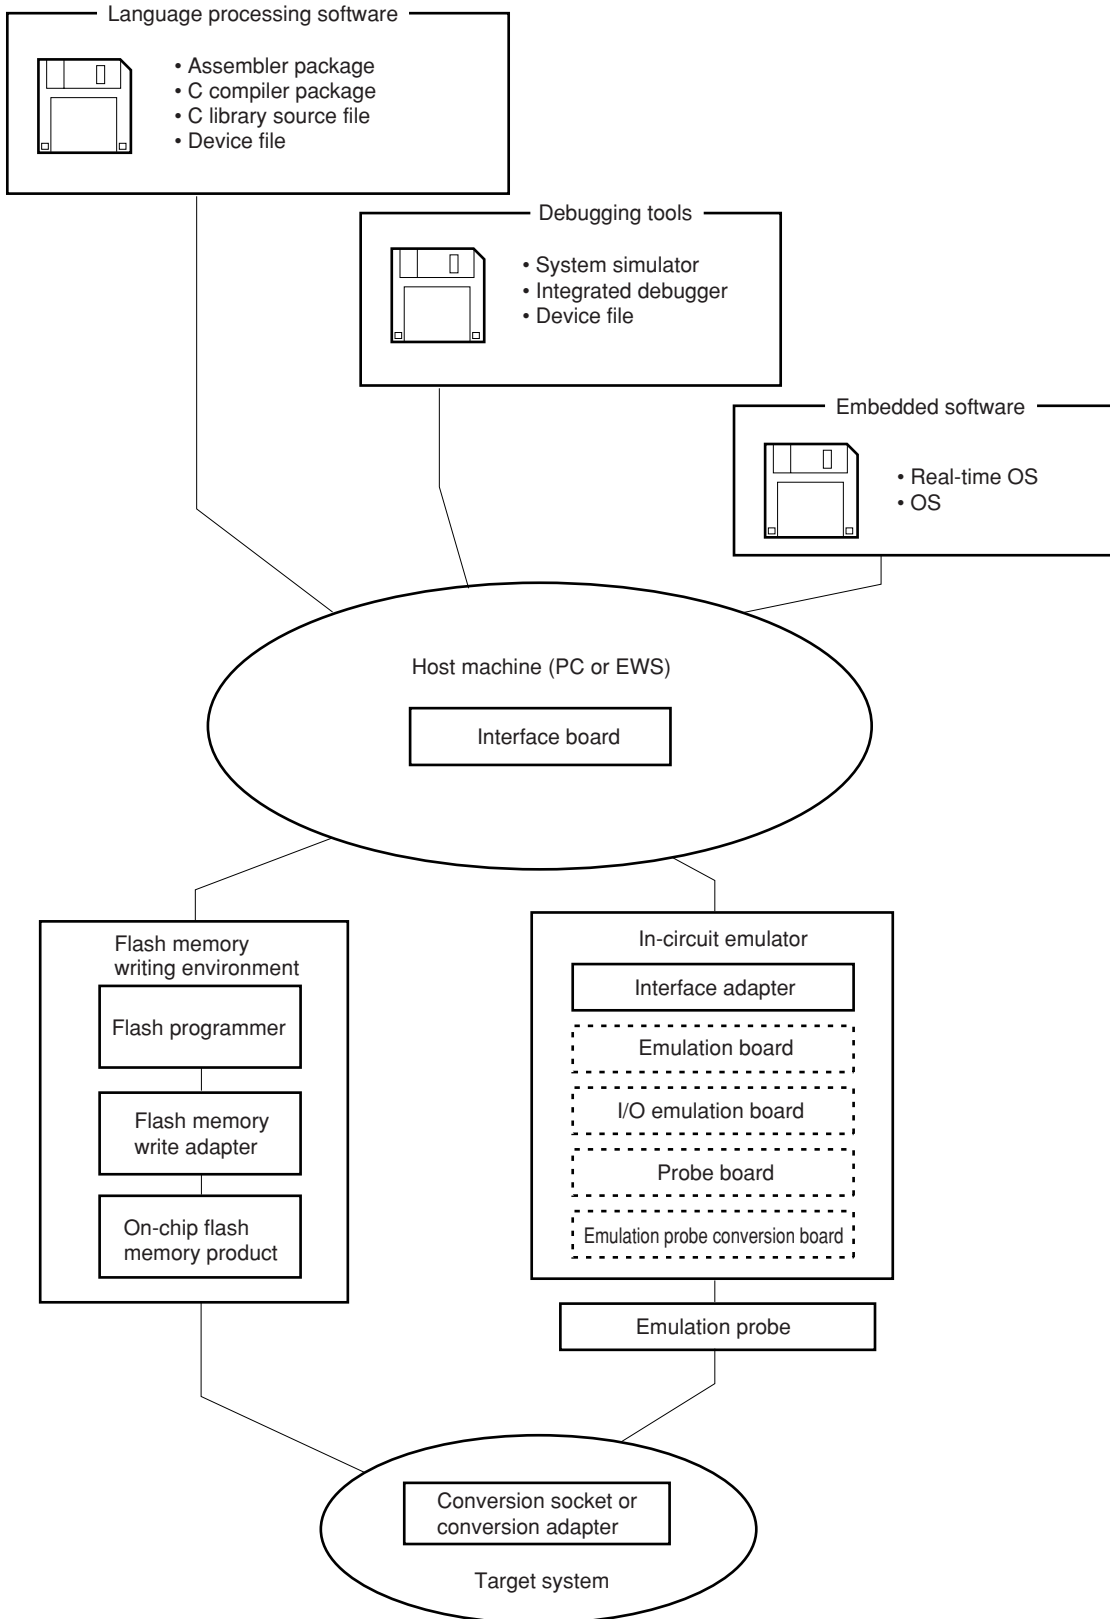 Language processing software
• Assembler package
• C compiler package
• C library source file
• Device file
Debugging tools
• System simulator
• Integrated debugger
• Device file
Embedded software
• Real-time OS
• OS
Host machine (PC or EWS)
Interface board
Flash memory
writing environment
Flash programmer
Flash memory
write adapter
On-chip flash
memory product
In-circuit emulator
Interface adapter
Emulation board
I/O emulation board
Probe board
Emulation probe conversion board
Emulation probe
Conversion socket or
conversion adapter
Target system